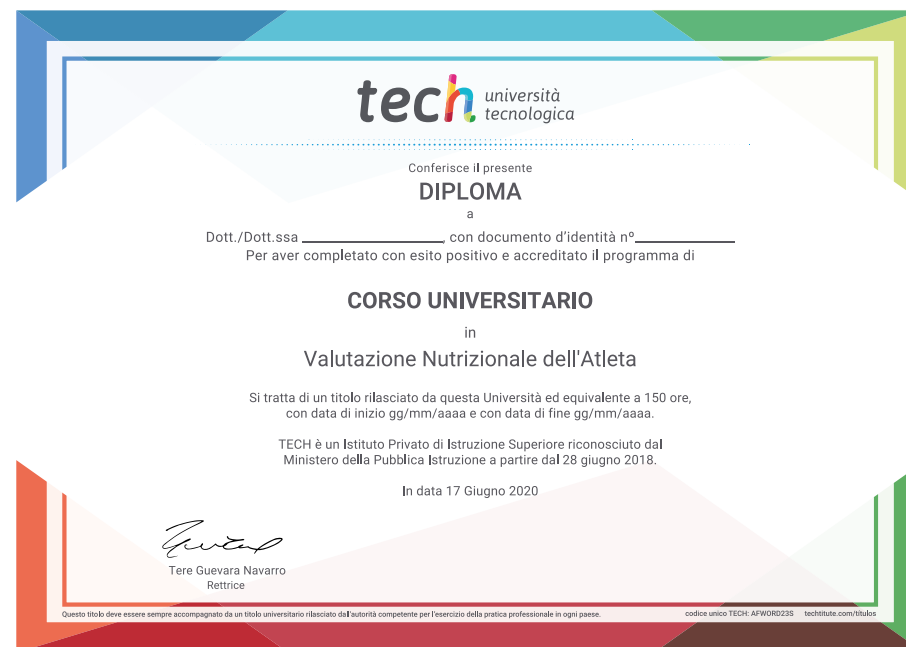 tech università
tecnologica
Conferisce il presente
DIPLOMA
a
Dott./Dott.ssa ____________________, con documento d'identità nº______________
Per aver completato con esito positivo e accreditato il programma di
CORSO UNIVERSITARIO
in
Valutazione Nutrizionale dell'Atleta
Si tratta di un titolo rilasciato da questa Università ed equivalente a 150 ore,
con data di inizio gg/mm/aaaa e con data di fine gg/mm/aaaa.
TECH è un Istituto Privato di Istruzione Superiore riconosciuto dal
Ministero della Pubblica Istruzione a partire dal 28 giugno 2018.
In data 17 Giugno 2020
Tere Guevara Navarro
Rettrice
Questo titolo deve essere sempre accompagnato da un titolo universitario rilasciato dall'autorità competente per l'esercizio della pratica professionale in ogni paese. codice unico TECH: AFWORD23S techtitute.com/titulos